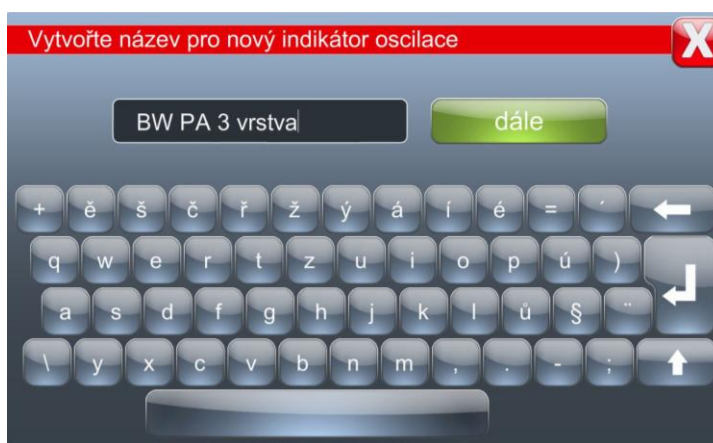 Vytvořte název pro nový indikátor oscilace
X
BW PA 3 vrstva
dále
+ ě š č ř ž ý á í é = ´
q w e r t z u i o p ú )
a s d f g h j k l ů § ¨
\ y x c v b n m , . - ;